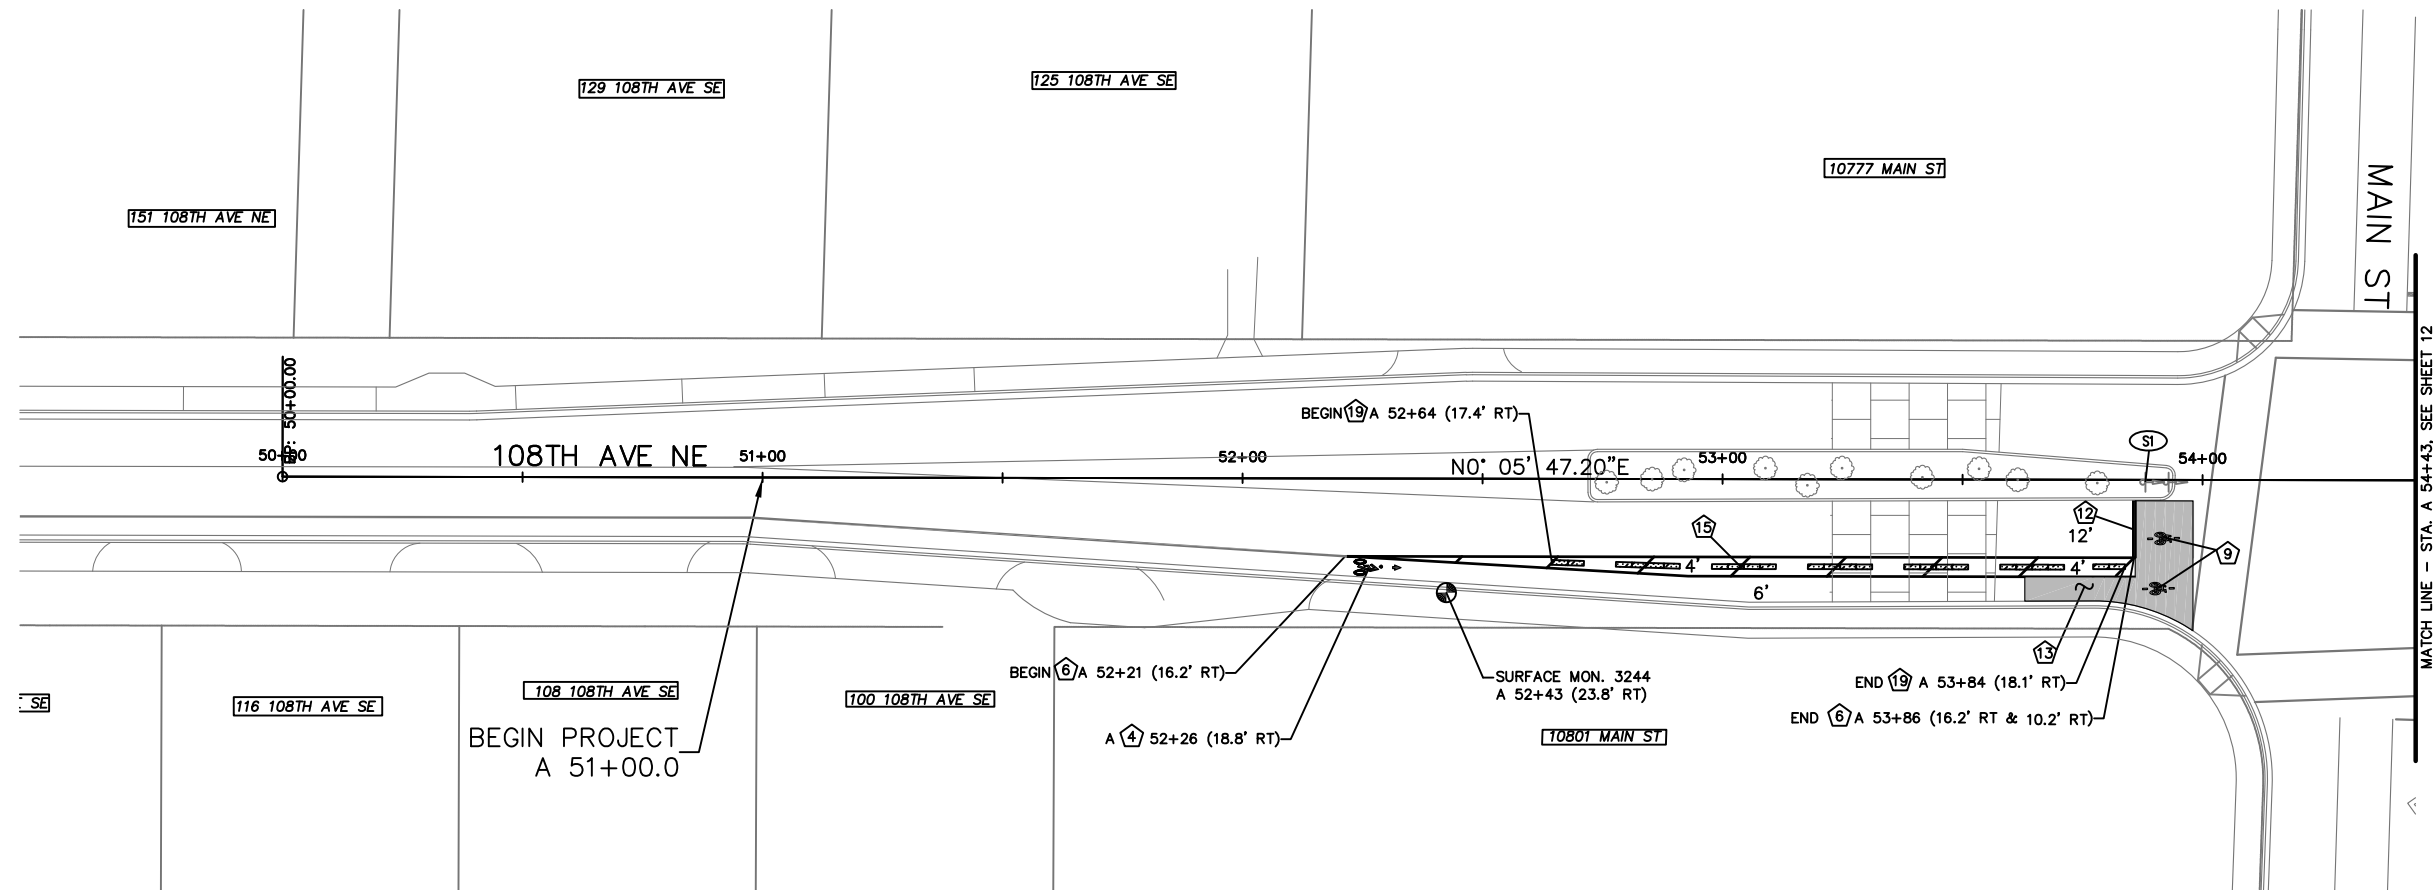 129 108TH AVE SE
125 108TH AVE SE
10777 MAIN ST
151 108TH AVE NE
MAIN ST
BP: 50+00.00
50+00
108TH AVE NE
51+00
52+00
BEGIN 19 A 52+64 (17.4' RT)
N0° 05' 47.20"E
53+00
S1
54+00
MATCH LINE - STA. A 54+43, SEE SHEET 12
15
12
12'
9
4'
4'
6'
13
BEGIN 6 A 52+21 (16.2' RT)
SURFACE MON. 3244
A 52+43 (23.8' RT)
END 19 A 53+84 (18.1' RT)
END 6 A 53+86 (16.2' RT & 10.2' RT)
A 4 52+26 (18.8' RT)
SE
116 108TH AVE SE
108 108TH AVE SE
100 108TH AVE SE
10801 MAIN ST
BEGIN PROJECT
A 51+00.0